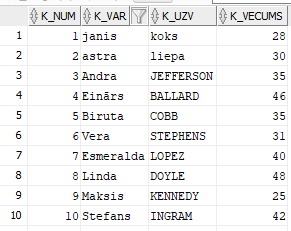 K_NUM K_VAR K_UZV K_VECUMS
1 1 janis koks 28
2 2 astra liepa 30
3 3 Andra JEFFERSON 35
4 4 Einārs BALLARD 46
5 5 Biruta COBB 35
6 6 Vera STEPHENS 31
7 7 Esmeralda LOPEZ 40
8 8 Linda DOYLE 48
9 9 Maksis KENNEDY 25
10 10 Stefans INGRAM 42